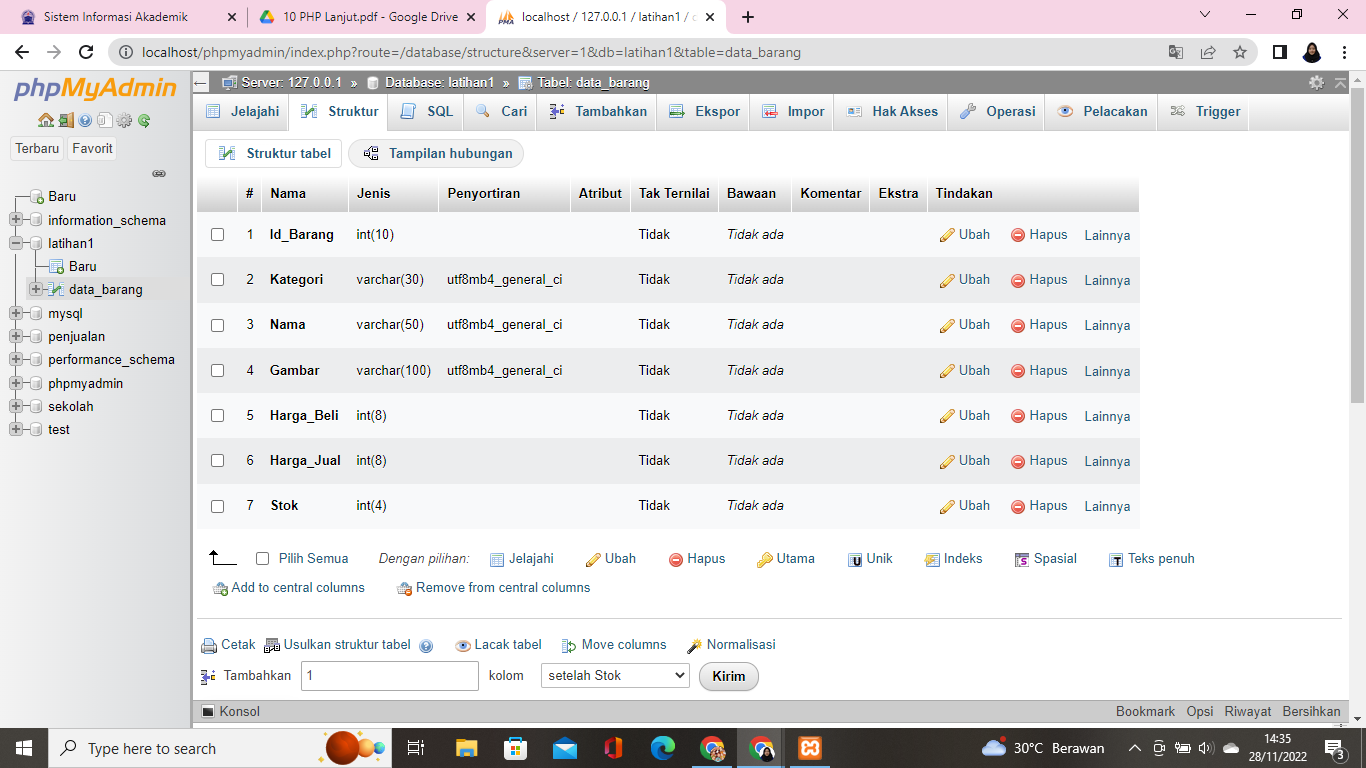 Sistem Informasi Akademik
10 PHP Lanjut.pdf - Google Drive
localhost / 127.0.0.1 / latihan1 /
localhost/phpmyadmin/index.php?route=/database/structure&server=1&db=latihan1&table=data_barang
phpMyAdmin
Server: 127.0.0.1 » Database: latihan1 » Tabel: data_barang
Jelajahi Struktur SQL Cari Tambahkan Ekspor Impor Hak Akses Operasi Pelacakan Trigger
Terbaru Favorit
Struktur tabel Tampilan hubungan
Baru
information_schema
latihan1
Baru
data_barang
mysql
penjualan
performance_schema
phpmyadmin
sekolah
test
# Nama Jenis Penyortiran Atribut Tak Ternilai Bawaan Komentar Ekstra Tindakan
1 Id_Barang int(10) Tidak Tidak ada Ubah Hapus Lainnya
2 Kategori varchar(30) utf8mb4_general_ci Tidak Tidak ada Ubah Hapus Lainnya
3 Nama varchar(50) utf8mb4_general_ci Tidak Tidak ada Ubah Hapus Lainnya
4 Gambar varchar(100) utf8mb4_general_ci Tidak Tidak ada Ubah Hapus Lainnya
5 Harga_Beli int(8) Tidak Tidak ada Ubah Hapus Lainnya
6 Harga_Jual int(8) Tidak Tidak ada Ubah Hapus Lainnya
7 Stok int(4) Tidak Tidak ada Ubah Hapus Lainnya
Pilih Semua Dengan pilihan: Jelajahi Ubah Hapus Utama Unik Indeks Spasial Teks penuh
Add to central columns Remove from central columns
Cetak Usulkan struktur tabel Lacak tabel Move columns Normalisasi
Tambahkan 1 kolom setelah Stok Kirim
Konsol Bookmark Opsi Riwayat Bersihkan
Type here to search
30°C Berawan
14:35
28/11/2022
3